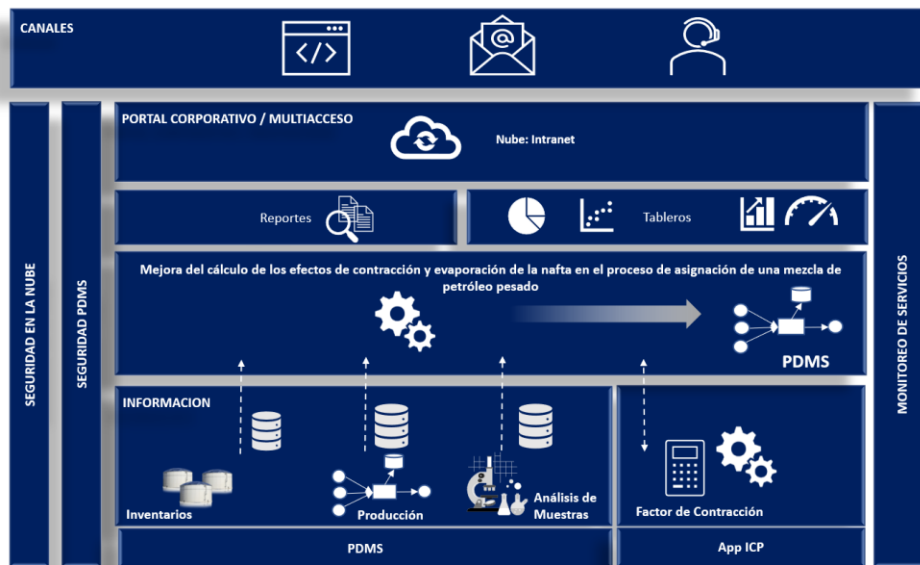 CANALES
</>
@
PORTAL CORPORATIVO / MULTIACCESO
Nube: Intranet
Reportes
Tableros
Mejora del cálculo de los efectos de contracción y evaporación de la nafta en el proceso de asignación de una mezcla de
petróleo pesado
PDMS
SEGURIDAD EN LA NUBE
SEGURIDAD PDMS
MONITOREO DE SERVICIOS
INFORMACION
Inventarios
Producción
Análisis de
Muestras
Factor de Contracción
PDMS
App ICP